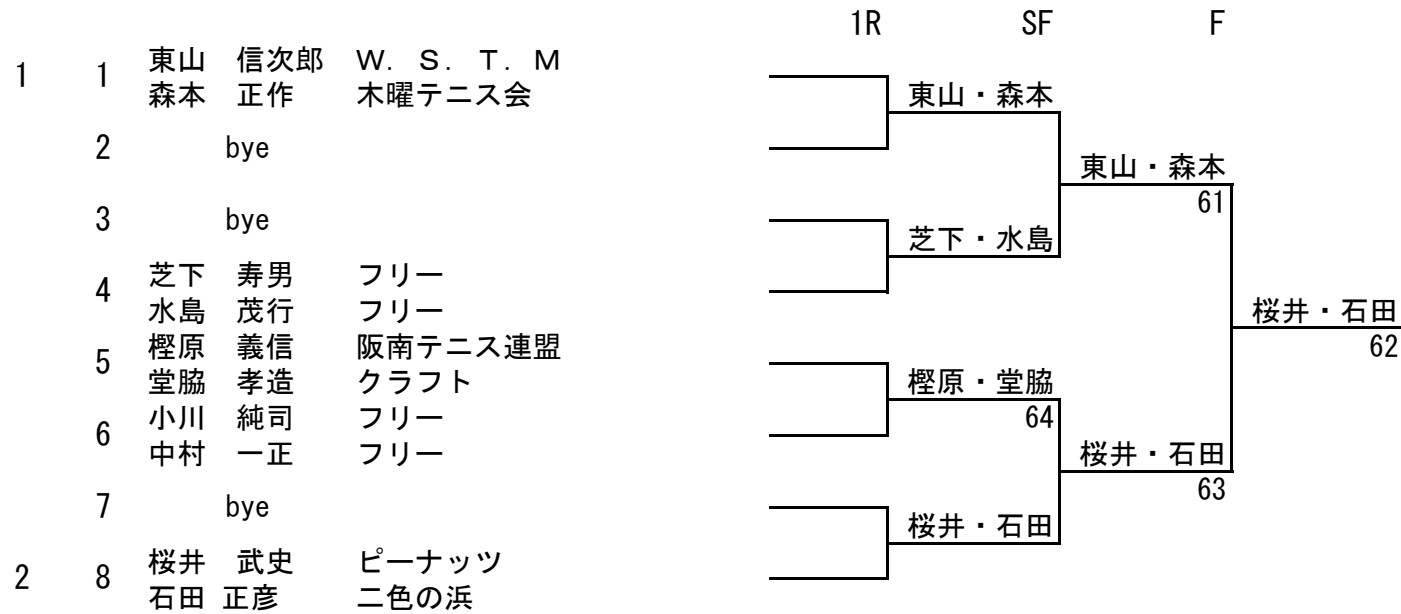 1R SF F
1 1 東山 信次郎 W. S. T. M
森本 正作 木曜テニス会
東山・森本
2 bye
東山・森本
61
3 bye
芝下・水島
4 芝下 寿男 フリー
水島 茂行 フリー
桜井・石田
62
5 樫原 義信 阪南テニス連盟
堂脇 孝造 クラフト
樫原・堂脇
64
6 小川 純司 フリー
中村 一正 フリー
桜井・石田
63
7 bye
桜井・石田
2 8 桜井 武史 ピーナッツ
石田 正彦 二色の浜